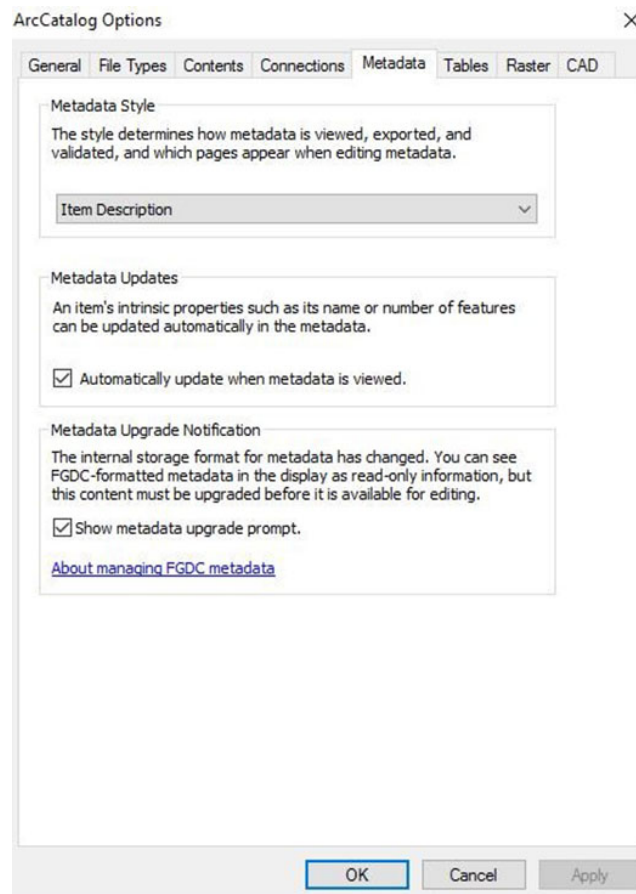 ArcCatalog Options
General File Types Contents Connections Metadata Tables Raster CAD
Metadata Style
The style determines how metadata is viewed, exported, and
validated, and which pages appear when editing metadata.
Item Description
Metadata Updates
An item's intrinsic properties such as its name or number of features
can be updated automatically in the metadata.
Automatically update when metadata is viewed.
Metadata Upgrade Notification
The internal storage format for metadata has changed. You can see
FGDC-formatted metadata in the display as read-only information, but
this content must be upgraded before it is available for editing.
Show metadata upgrade prompt.
About managing FGDC metadata
OK Cancel Apply